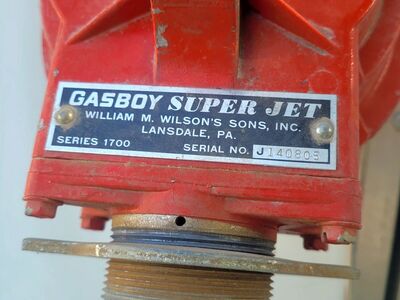 GASBOY SUPER JET
WILLIAM M. WILSON'S SONS, INC.
LANSDALE, PA.
SERIES 1700 SERIAL NO. J140803